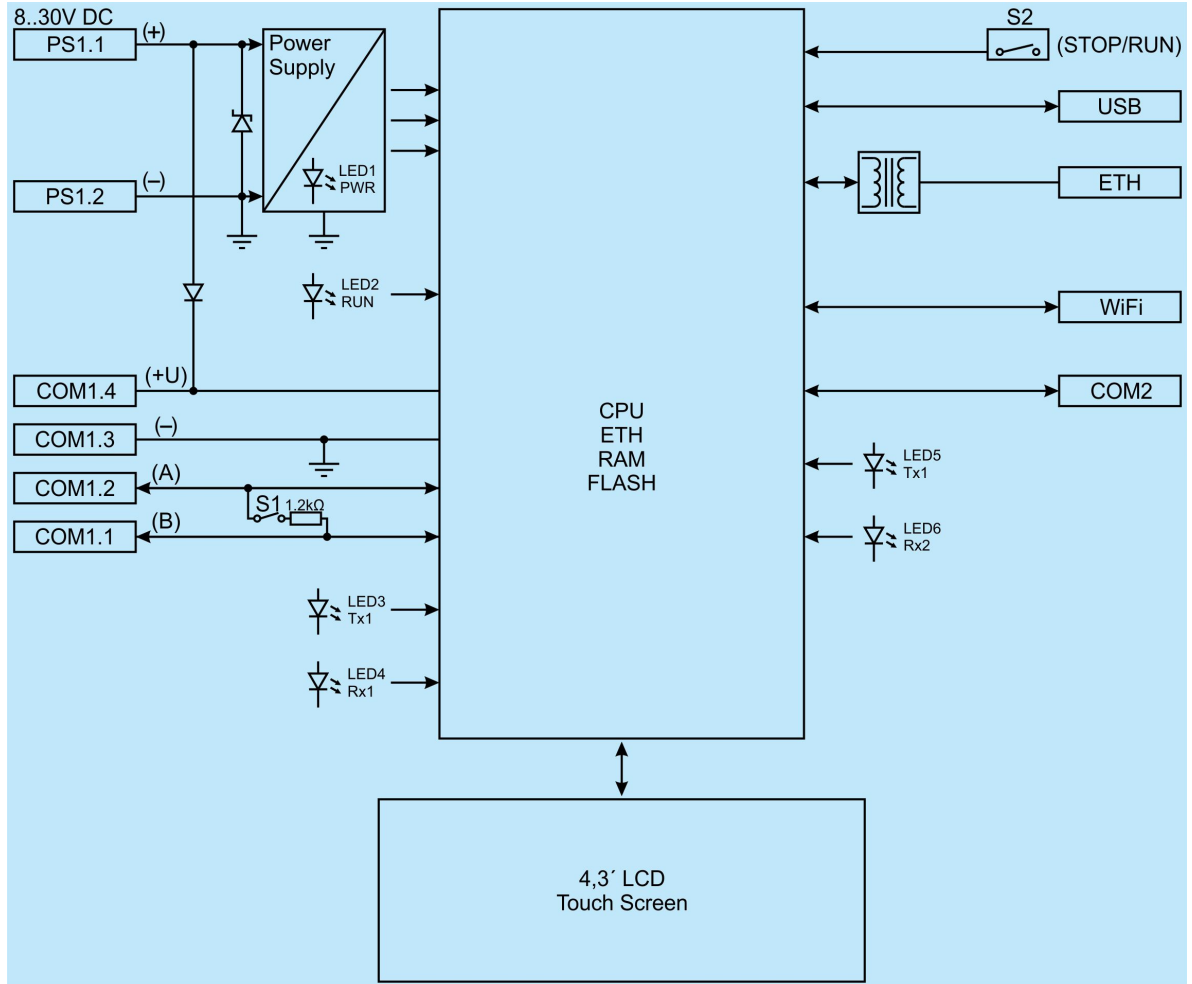 8..30V DC
PS1.1
(+)
Power
Supply
LED1
PWR
PS1.2
(–)
LED2
RUN
COM1.4
(+U)
COM1.3
(–)
COM1.2
(A)
S1
1.2kΩ
COM1.1
(B)
LED3
Tx1
LED4
Rx1
CPU
ETH
RAM
FLASH
S2
(STOP/RUN)
USB
ETH
WiFi
COM2
LED5
Tx1
LED6
Rx2
4,3´ LCD
Touch Screen